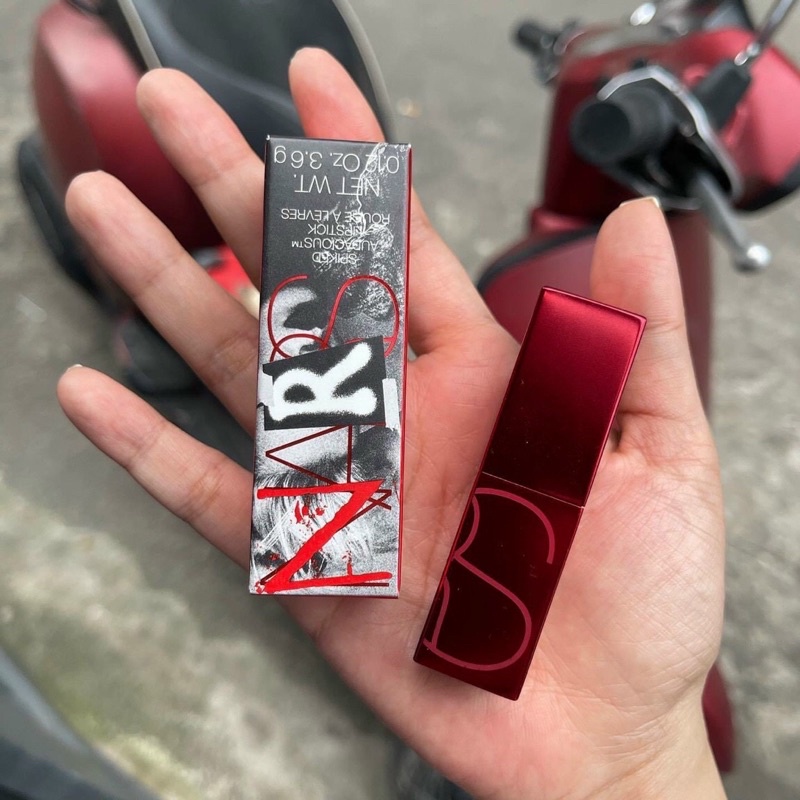 NARS
SPIKED
AUDACIOUS™
LIPSTICK
ROUGE À LÈVRES
NET WT.
0.12 Oz. 3.6 g
S